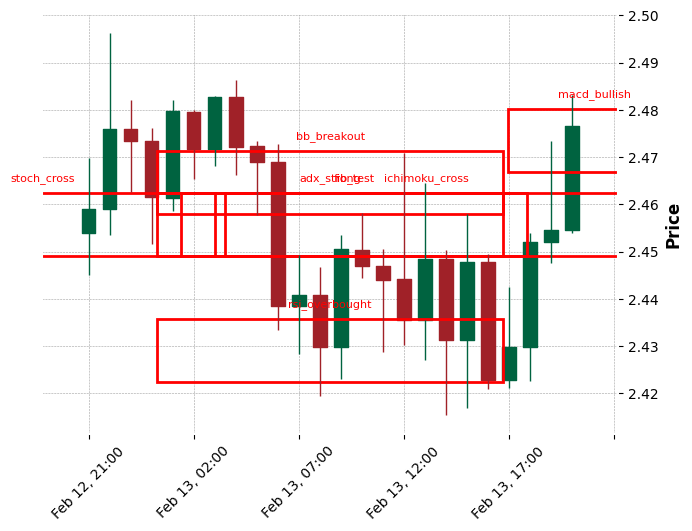 2.50
2.49
macd_bullish
2.48
bb_breakout
2.47
stoch_cross
fib_test
ichimoku_cross
2.46
Price
2.45
2.44
2.43
2.42
Feb 12, 21:00
Feb 13, 02:00
Feb 13, 07:00
Feb 13, 12:00
Feb 13, 17:00